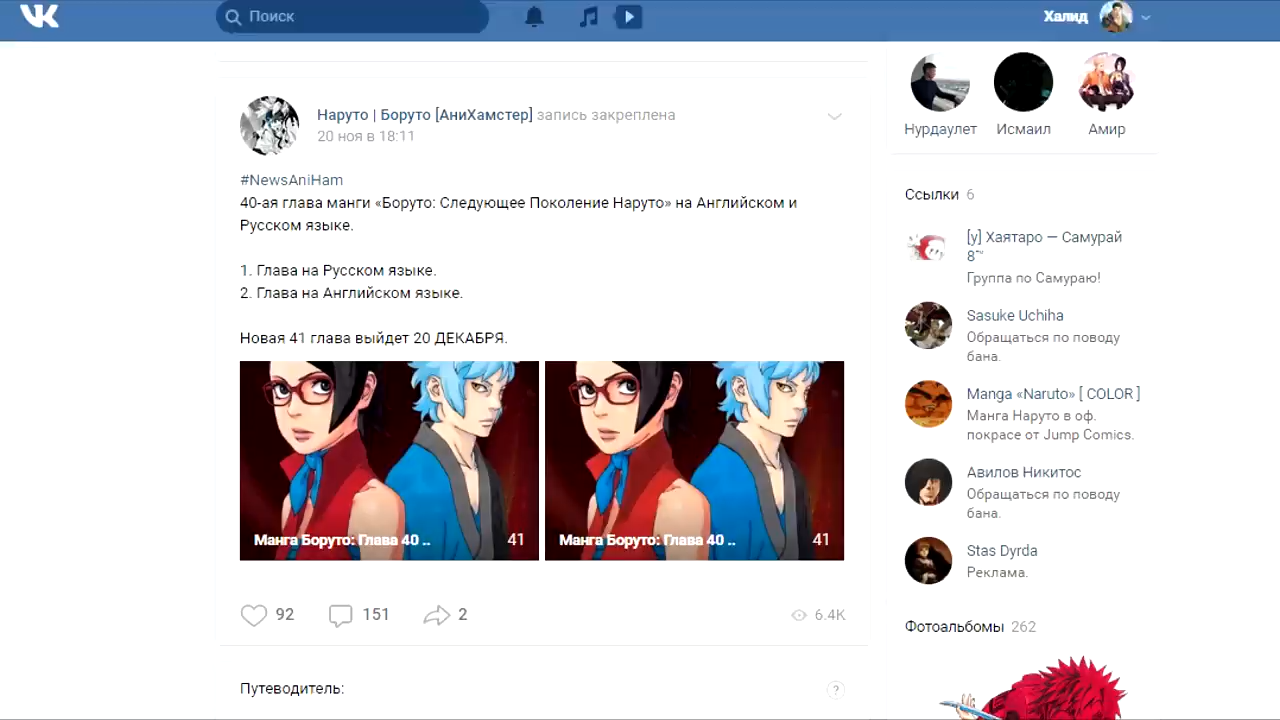 VK
Поиск
Халид
Нурдаулет
Исмаил
Амир
Наруто | Боруто [АниХамстер] запись закреплена
20 ноя в 18:11
#NewsAniHam
40-ая глава манги «Боруто: Следующее Поколение Наруто» на Английском и
Русском языке.
1. Глава на Русском языке.
2. Глава на Английском языке.
Новая 41 глава выйдет 20 ДЕКАБРЯ.
Манга Боруто: Глава 40 ..
41
Манга Боруто: Глава 40 ..
41
92
151
2
6.4K
Путеводитель:
?
Ссылки 6
[y] Хаятаро — Самурай
8™
Группа по Самураю!
Sasuke Uchiha
Обращаться по поводу
бана.
Manga «Naruto» [ COLOR ]
Манга Наруто в оф.
покрасе от Jump Comics.
Авилов Никитос
Обращаться по поводу
бана.
Stas Dyrda
Реклама.
Фотоальбомы 262